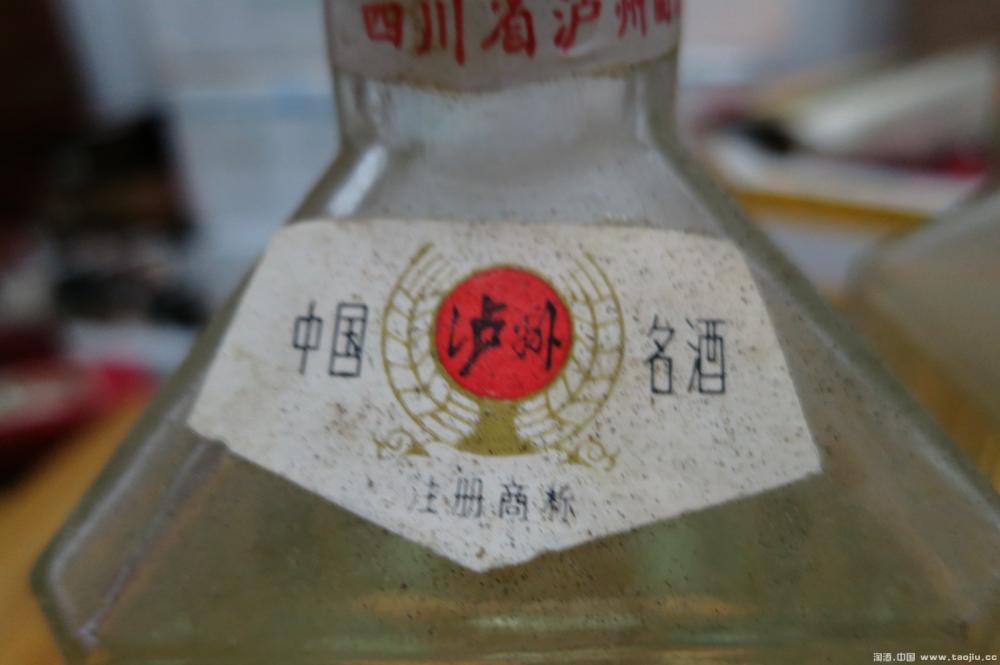 四川省泸州
中国 泸州 名酒
注册商标
淘酒.中国 www.taojiu.cc